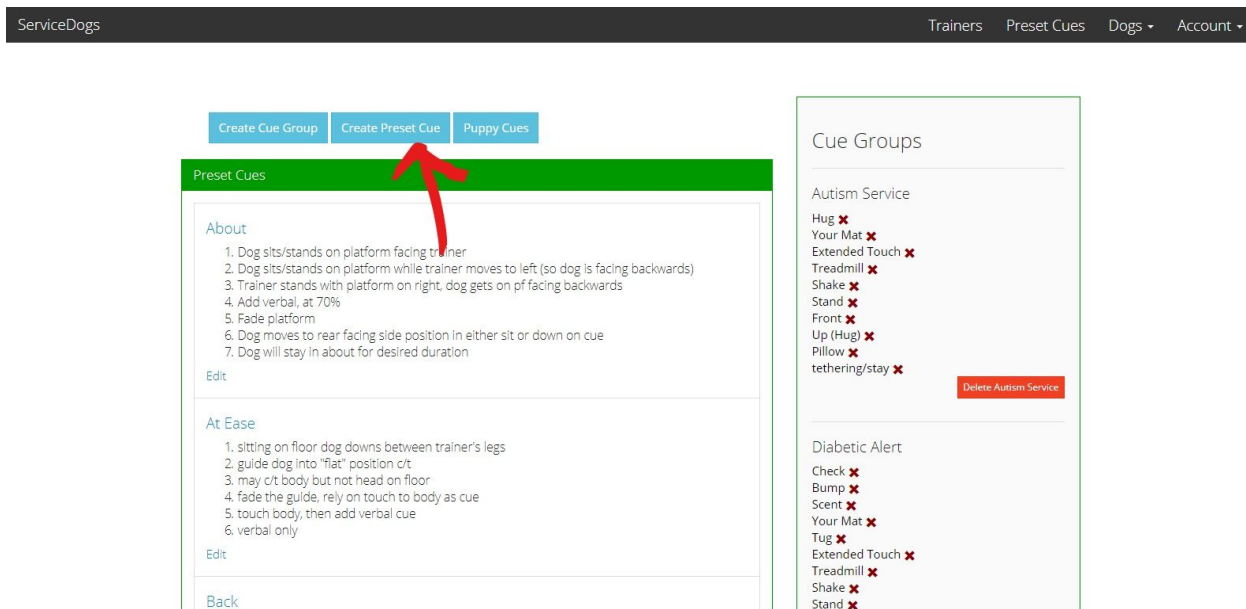 ServiceDogs
Trainers Preset Cues Dogs Account
Create Cue Group Create Preset Cue Puppy Cues
Preset Cues
About
1. Dog sits/stands on platform facing trainer
2. Dog sits/stands on platform while trainer moves to left (so dog is facing backwards)
3. Trainer stands with platform on right, dog gets on pf facing backwards
4. Add verbal, at 70%
5. Fade platform
6. Dog moves to rear facing side position in either sit or down on cue
7. Dog will stay in about for desired duration
Edit
At Ease
1. sitting on floor dog downs between trainer's legs
2. guide dog into "flat" position c/t
3. may c/t body but not head on floor
4. fade the guide, rely on touch to body as cue
5. touch body, then add verbal cue
6. verbal only
Edit
Back
Cue Groups
Autism Service
Hug
Your Mat
Extended Touch
Treadmill
Shake
Stand
Front
Up (Hug)
Pillow
tethering/stay
Delete Autism Service
Diabetic Alert
Check
Bump
Scent
Your Mat
Tug
Extended Touch
Treadmill
Shake
Stand